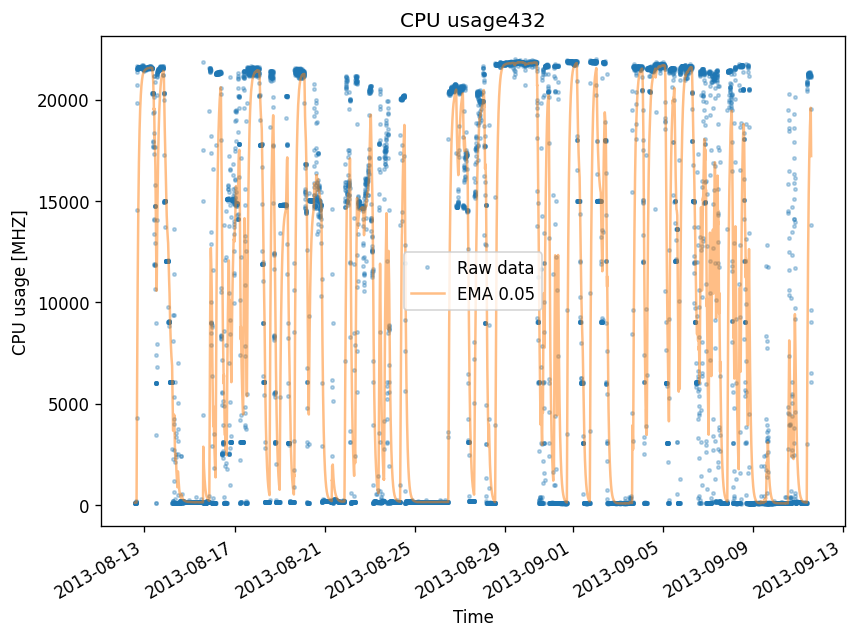 CPU usage432
CPU usage [MHZ]
20000
15000
10000
5000
0
Raw data
EMA 0.05
2013-08-13
2013-08-17
2013-08-21
2013-08-25
2013-08-29
2013-09-01
2013-09-05
2013-09-09
2013-09-13
Time